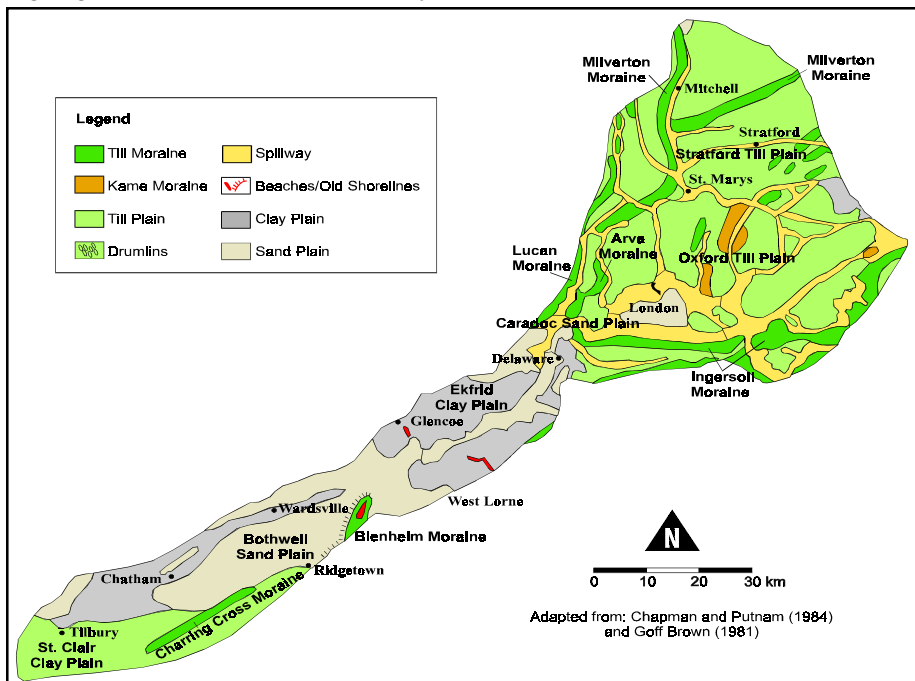 Milverton
Moraine
Milverton
Moraine
Mitchell
Legend
Till Moraine
Kame Moraine
Till Plain
Drumlins
Spillway
Beaches/Old Shorelines
Clay Plain
Sand Plain
Stratford
Stratford Till Plain
St. Marys
Arva
Moraine
Lucan
Moraine
Oxford Till Plain
London
Caradoc Sand Plain
Delaware
Ingersoll
Moraine
Ekfrid
Clay Plain
Glencoe
West Lorne
Wardsville
Blenheim Moraine
Bothwell
Sand Plain
Ridgetown
Chatham
Charring Cross Moraine
Tilbury
St. Clair
Clay Plain
N
0 10 20 30 km
Adapted from: Chapman and Putnam (1984)
and Goff Brown (1981)